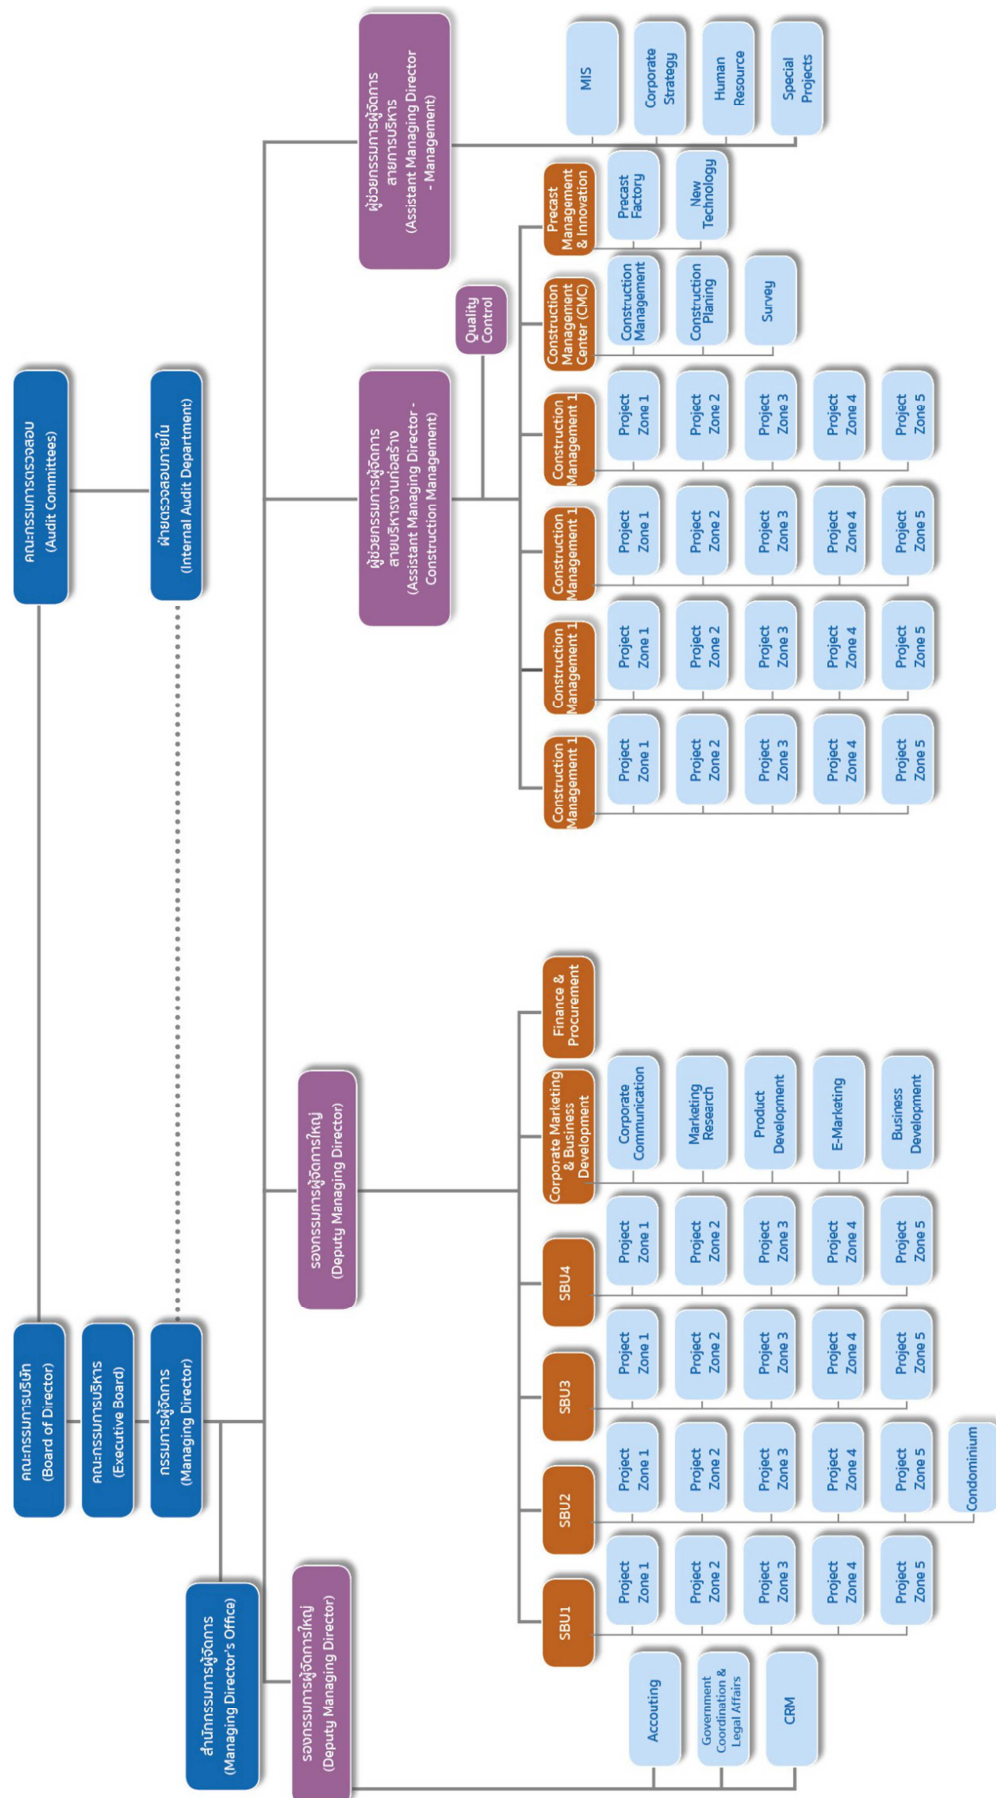 คณะกรรมการบริษัท
(Board of Director)
คณะกรรมการตรวจสอบ
(Audit Committees)
คณะกรรมการบริหาร
(Executive Board)
กรรมการผู้จัดการ
(Managing Director)
ฝ่ายตรวจสอบภายใน
(Internal Audit Department)
สำนักกรรมการผู้จัดการ
(Managing Director's Office)
รองกรรมการผู้จัดการใหญ่
(Deputy Managing Director)
Accouting
Government
Coordination &
Legal Affairs
CRM
รองกรรมการผู้จัดการใหญ่
(Deputy Managing Director)
SBU1
Project
Zone 1
Project
Zone 2
Project
Zone 3
Project
Zone 4
Project
Zone 5
SBU2
Project
Zone 1
Project
Zone 2
Project
Zone 3
Project
Zone 4
Project
Zone 5
Condominium
SBU3
Project
Zone 1
Project
Zone 2
Project
Zone 3
Project
Zone 4
Project
Zone 5
SBU4
Project
Zone 1
Project
Zone 2
Project
Zone 3
Project
Zone 4
Project
Zone 5
Corporate Marketing
& Business
Development
Corporate
Communication
Marketing
Research
Product
Development
E-Marketing
Business
Development
Finance &
Procurement
ผู้ช่วยกรรมการผู้จัดการ
สายบริหารงานก่อสร้าง
(Assistant Managing Director -
Construction Management)
Quality
Control
Construction
Management 1
Project
Zone 1
Project
Zone 2
Project
Zone 3
Project
Zone 4
Project
Zone 5
Construction
Management 1
Project
Zone 1
Project
Zone 2
Project
Zone 3
Project
Zone 4
Project
Zone 5
Construction
Management 1
Project
Zone 1
Project
Zone 2
Project
Zone 3
Project
Zone 4
Project
Zone 5
Construction
Management 1
Project
Zone 1
Project
Zone 2
Project
Zone 3
Project
Zone 4
Project
Zone 5
Construction
Management
Center (CMC)
Construction
Management
Construction
Planing
Survey
Precast
Management
& Innovation
Precast
Factory
New
Technology
ผู้ช่วยกรรมการผู้จัดการ
สายการบริหาร
(Assistant Managing Director
- Management)
MIS
Corporate
Strategy
Human
Resource
Special
Projects